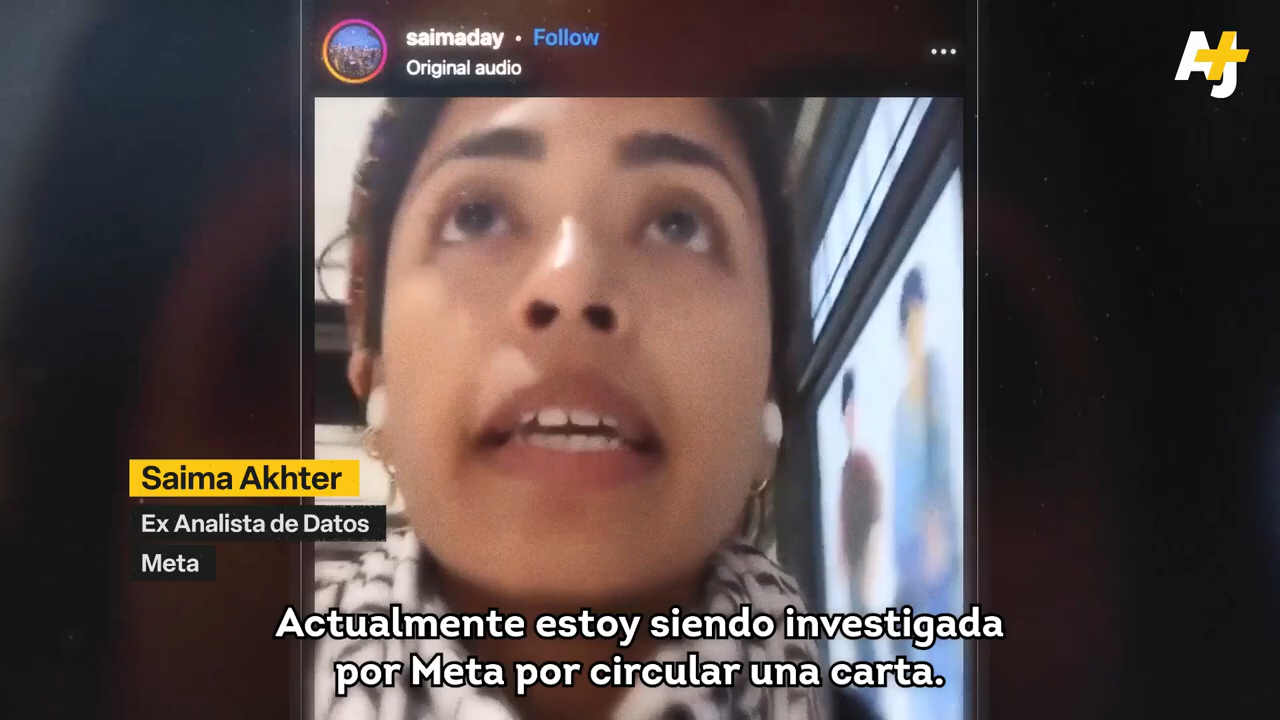 saimaday • Follow
Original audio
AJ+
Saima Akhter
Ex Analista de Datos
Meta
Actualmente estoy siendo investigada
por Meta por circular una carta.